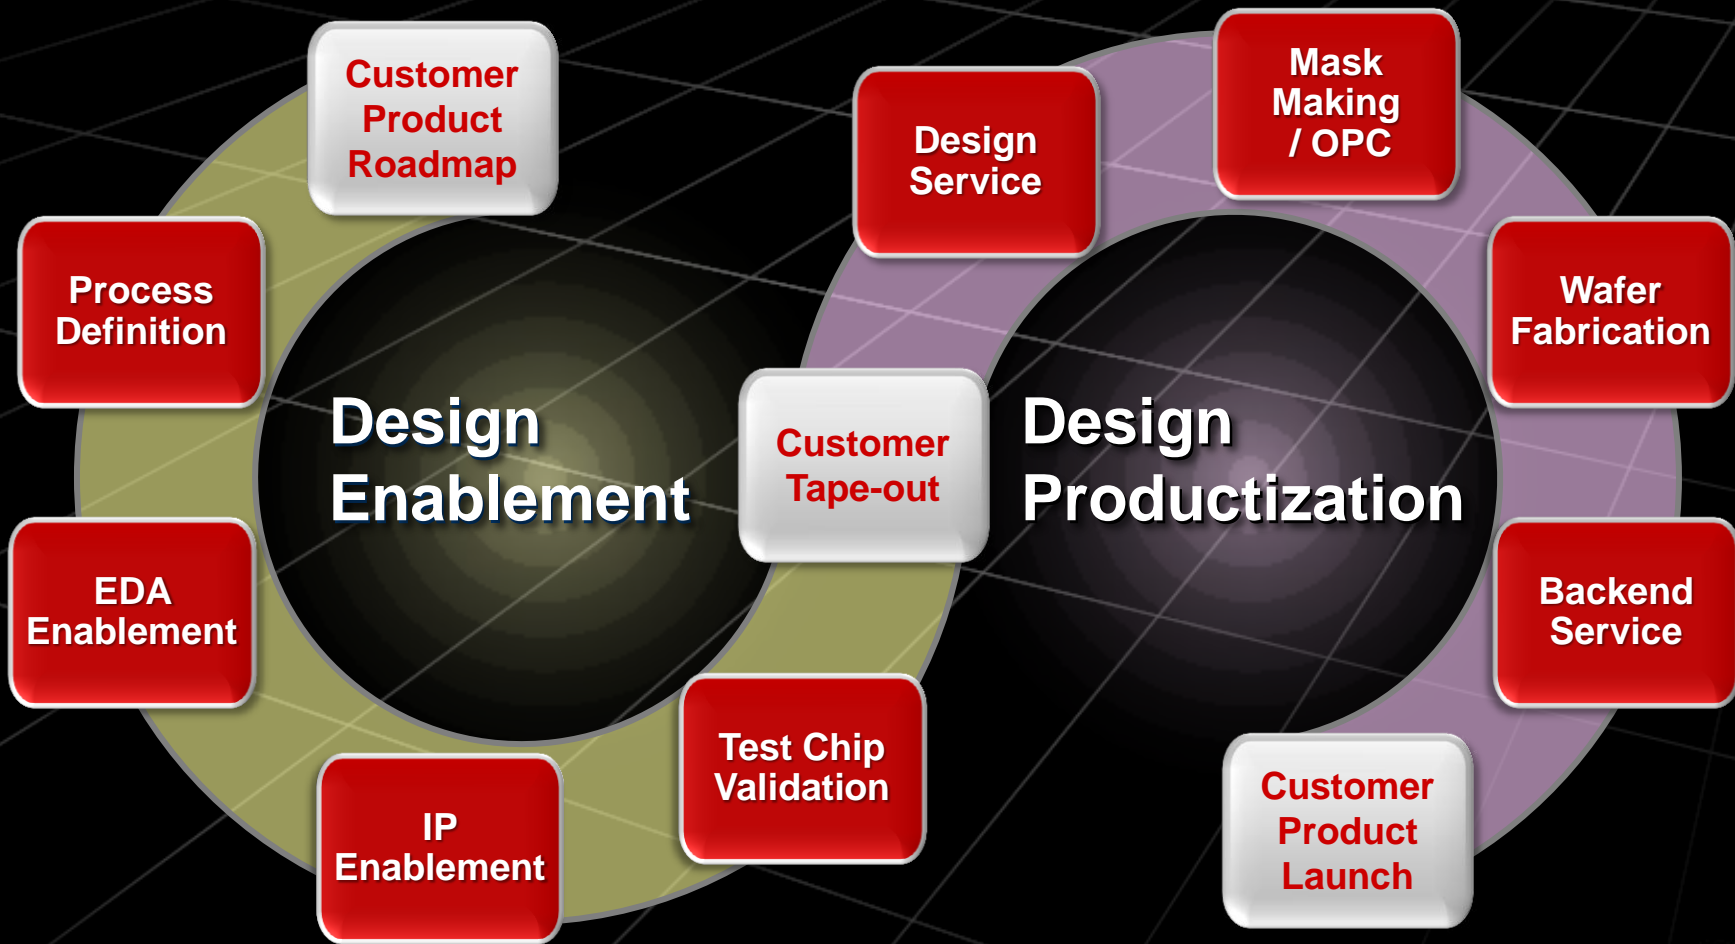 Customer
Product
Roadmap
Process
Definition
EDA
Enablement
IP
Enablement
Test Chip
Validation
Design
Enablement
Customer
Tape-out
Design
Service
Mask
Making
/ OPC
Wafer
Fabrication
Backend
Service
Customer
Product
Launch
Design
Productization